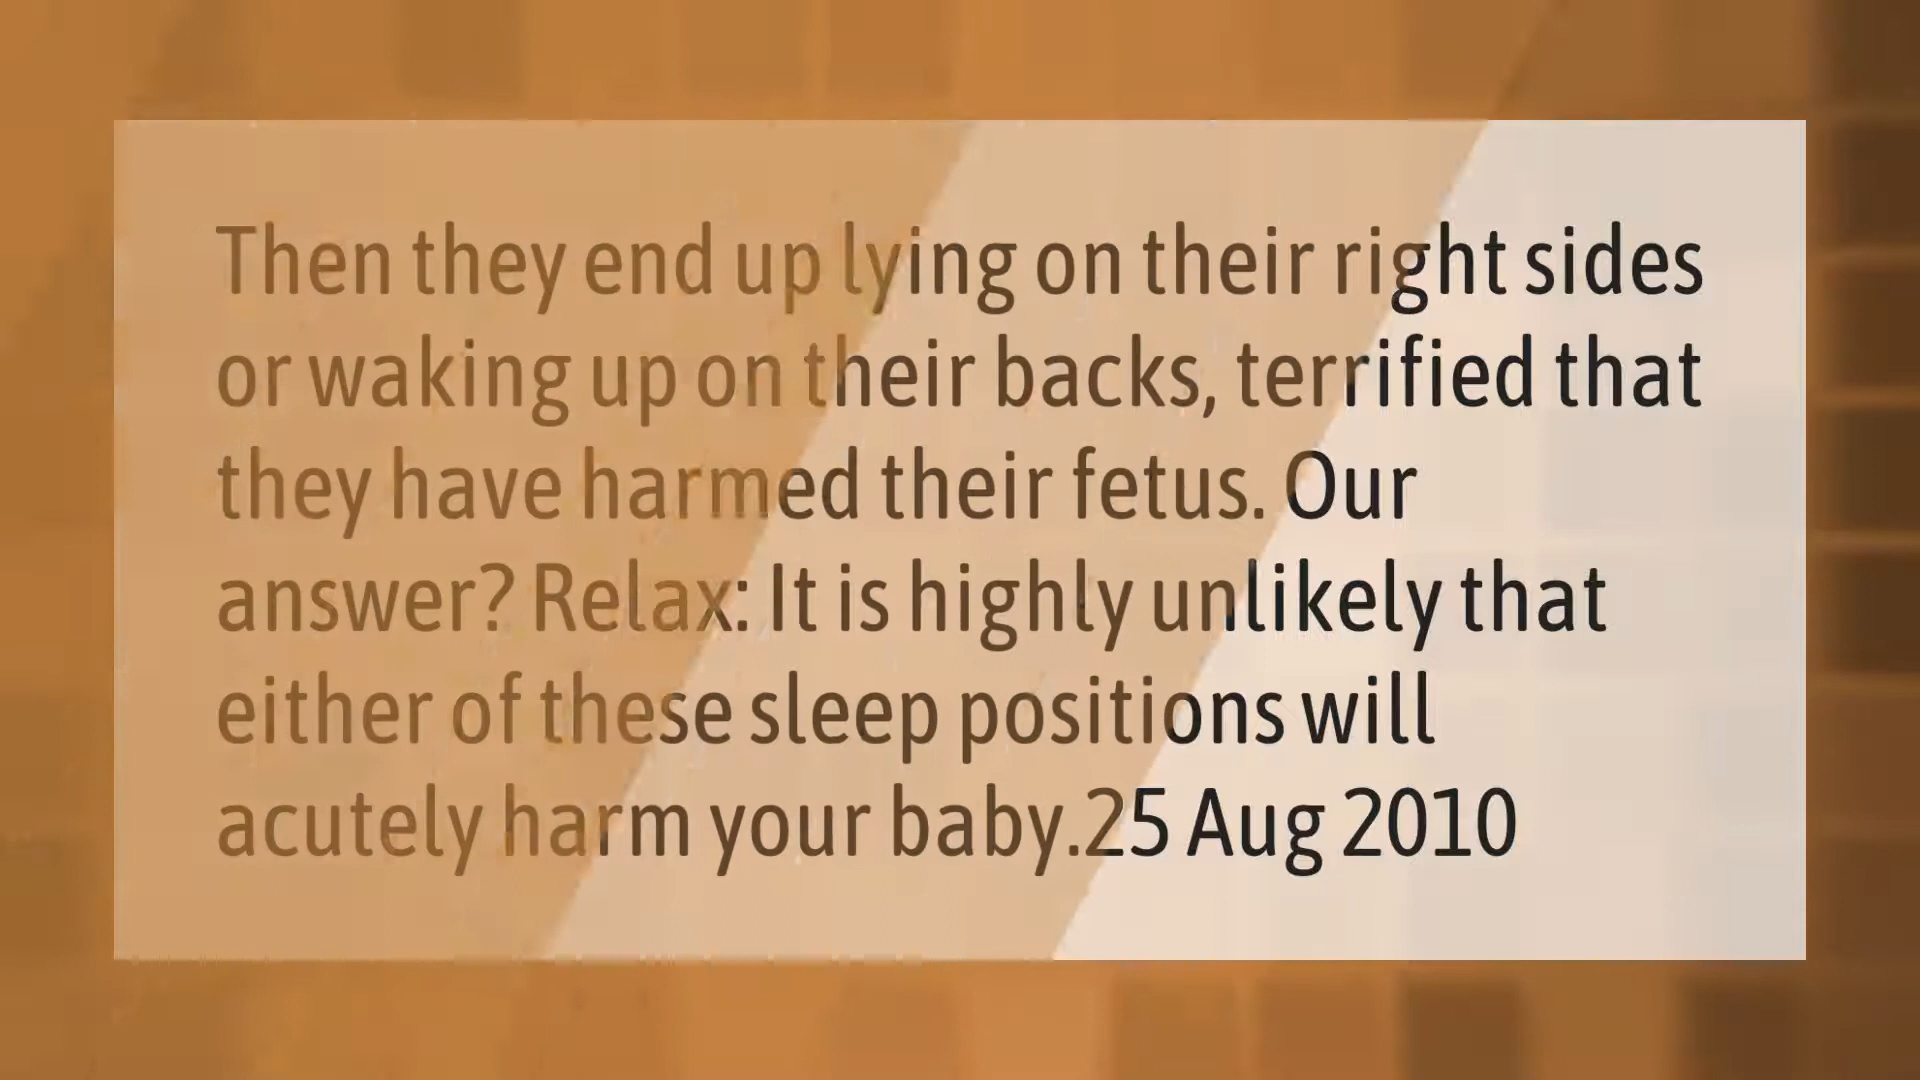 Then they end up lying on their right sides
or waking up on their backs, terrified that
they have harmed their fetus. Our
answer? Relax: It is highly unlikely that
either of these sleep positions will
acutely harm your baby.25 Aug 2010